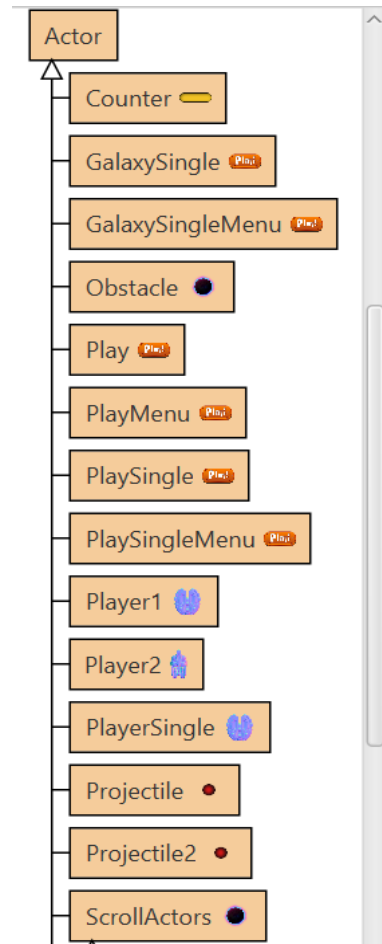 Actor
Counter
GalaxySingle
GalaxySingleMenu
Obstacle
Play
PlayMenu
PlaySingle
PlaySingleMenu
Player1
Player2
PlayerSingle
Projectile
Projectile2
ScrollActors